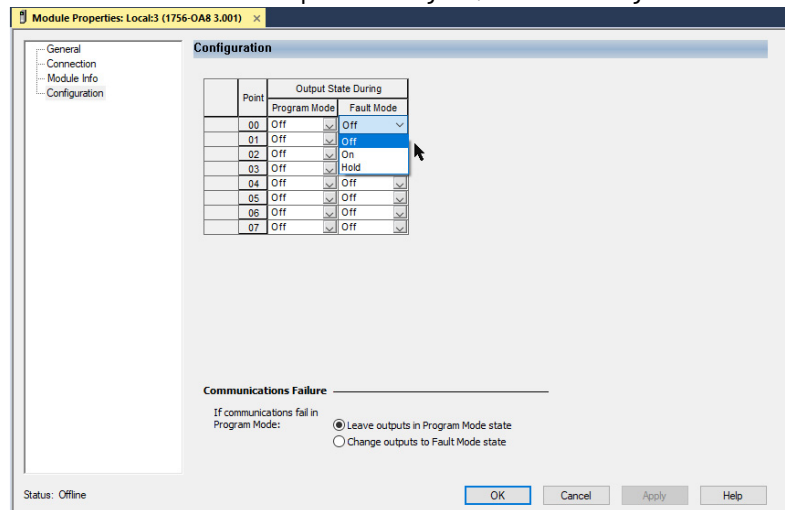 Module Properties: Local:3 (1756-OA8 3.001) ×
General
Connection
Module Info
Configuration
Configuration
Point Output State During
Program Mode Fault Mode
00 Off Off
01 Off Off
02 Off On
03 Off Hold
04 Off Off
05 Off Off
06 Off Off
07 Off Off
Communications Failure
If communications fail in
Program Mode:
Leave outputs in Program Mode state
Change outputs to Fault Mode state
Status: Offline
OK Cancel Apply Help